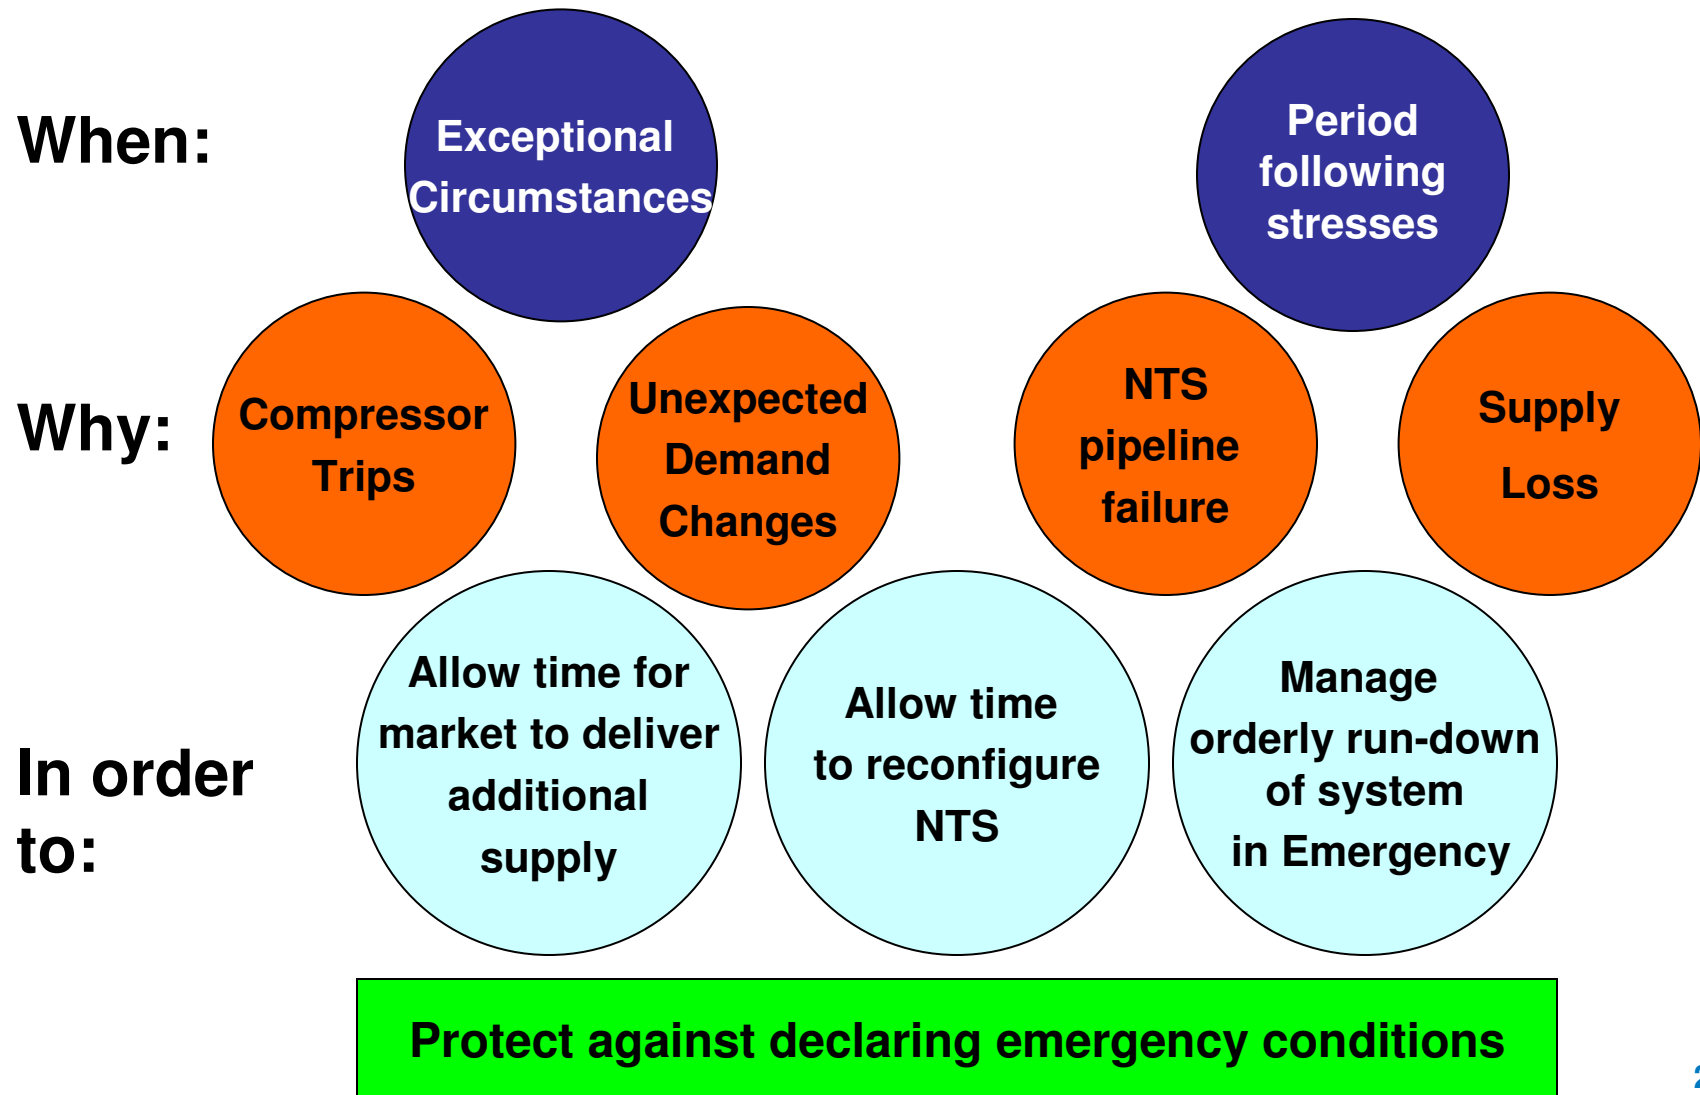 When:
Exceptional
Circumstances
Period
following
stresses
Why:
Compressor
Trips
Unexpected
Demand
Changes
NTS
pipeline
failure
Supply
Loss
In order
to:
Allow time for
market to deliver
additional
supply
Allow time
to reconfigure
NTS
Manage
orderly run-down
of system
in Emergency
Protect against declaring emergency conditions